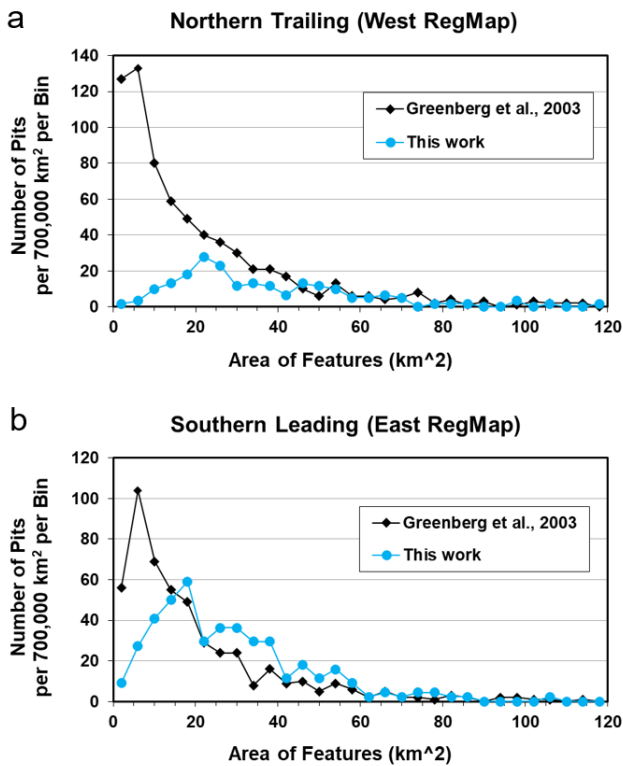 a
Northern Trailing (West RegMap)
Number of Pits
per 700,000 km² per Bin
140
120
100
80
60
40
20
0
Greenberg et al., 2003
This work
0 20 40 60 80 100 120
Area of Features (km^2)
b
Southern Leading (East RegMap)
Number of Pits
per 700,000 km² per Bin
120
100
80
60
40
20
0
Greenberg et al., 2003
This work
0 20 40 60 80 100 120
Area of Features (km^2)